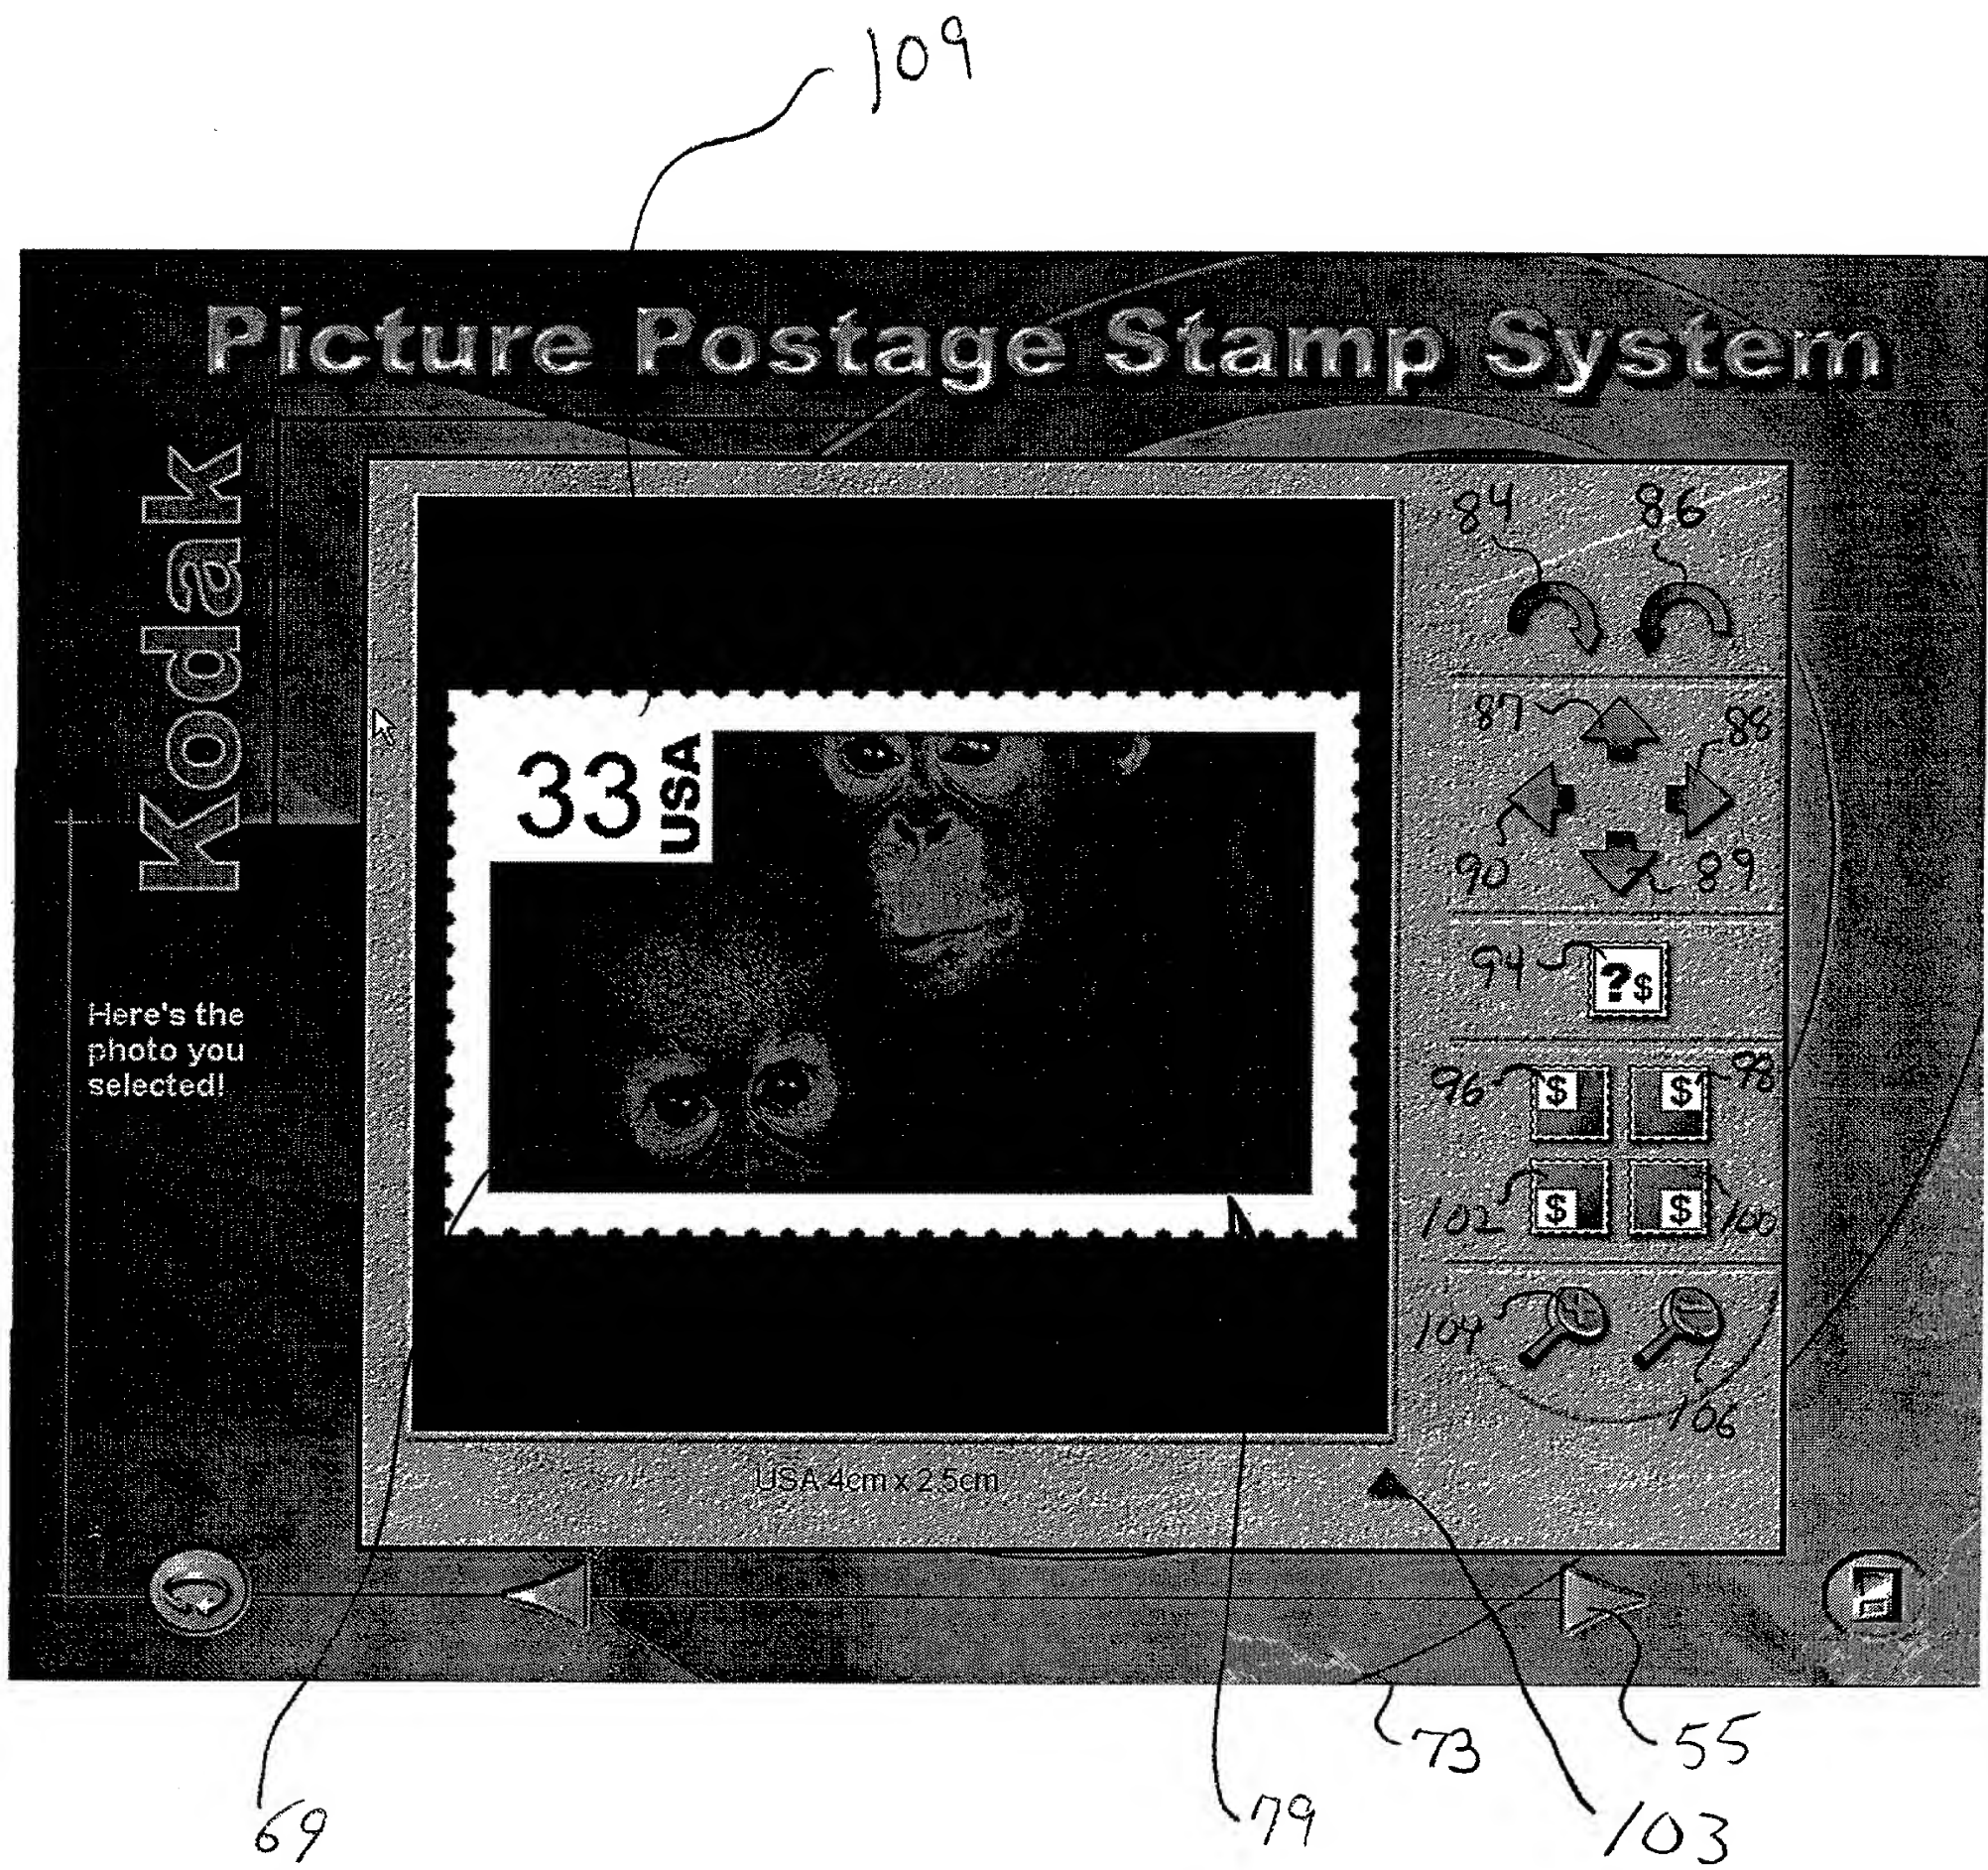 109
Picture Postage Stamp System
Kodak
84 86
33 USA
87 88
90 89
94 ?$
Here's the
photo you
selected!
96 $ $ 98
102 $ $ 100
104
106
USA 4cm x 2.5cm
73 55
69 79 103